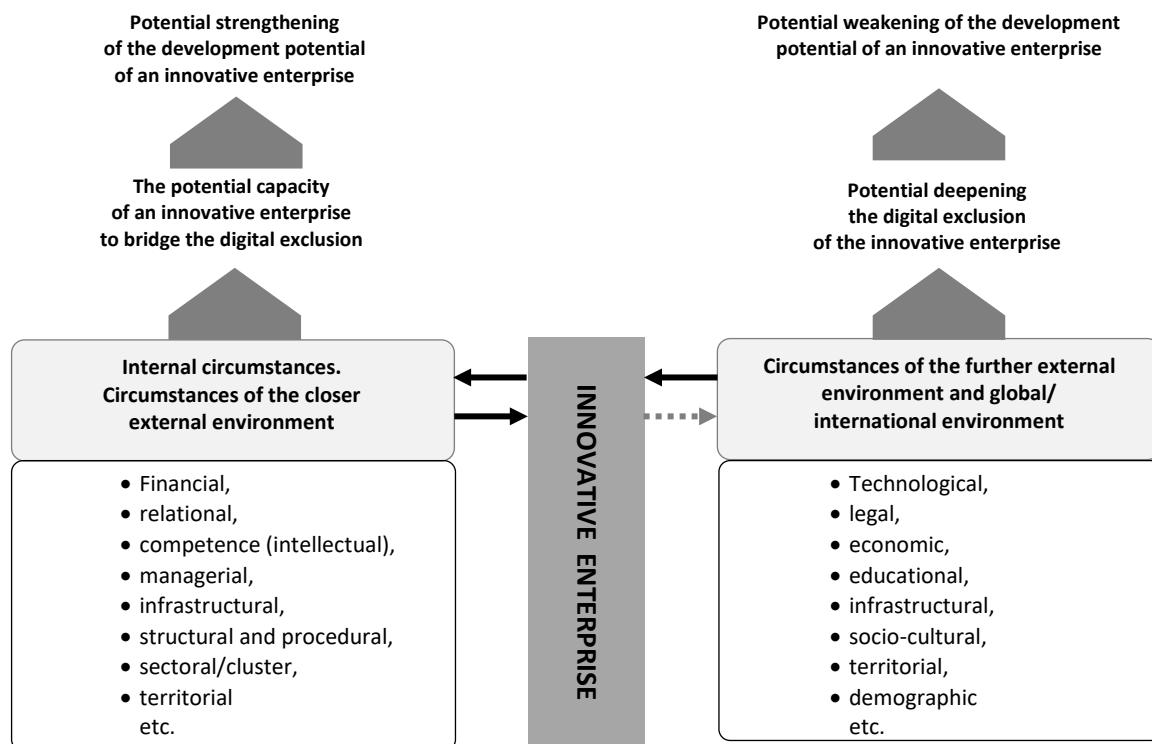 Potential strengthening
of the development potential
of an innovative enterprise
Potential weakening of the development
potential of an innovative enterprise
The potential capacity
of an innovative enterprise
to bridge the digital exclusion
Potential deepening
the digital exclusion
of the innovative enterprise
Internal circumstances.
Circumstances of the closer
external environment
INNOVATIVE ENTERPRISE
Circumstances of the further external
environment and global/
international environment
• Financial,
• relational,
• competence (intellectual),
• managerial,
• infrastructural,
• structural and procedural,
• sectoral/cluster,
• territorial
etc.
• Technological,
• legal,
• economic,
• educational,
• infrastructural,
• socio-cultural,
• territorial,
• demographic
etc.